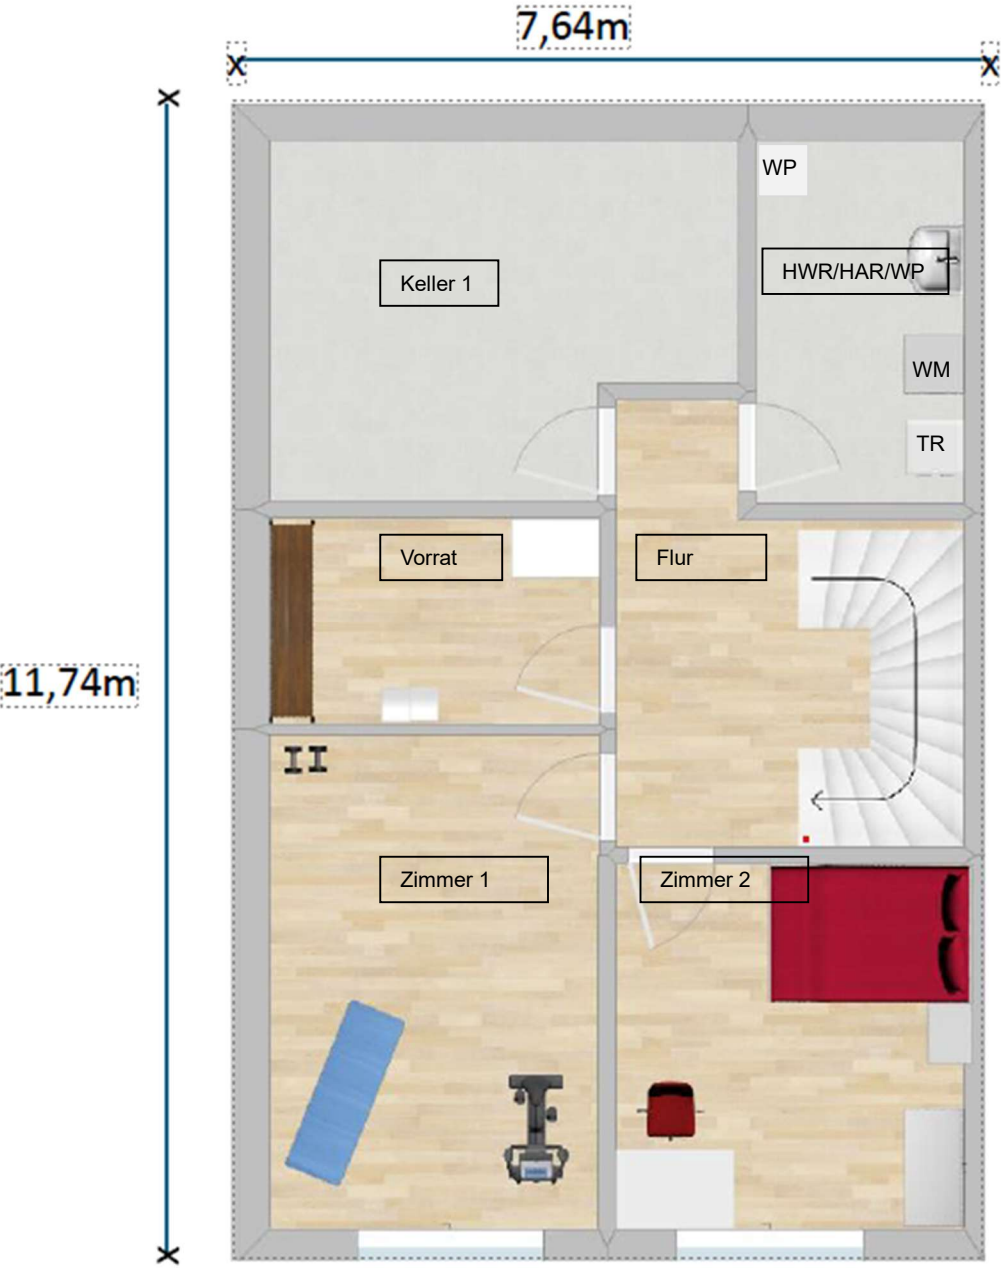 7,64m
x
x
x
WP
Keller 1
HWR/HAR/WP
WM
TR
Vorrat
Flur
11,74m
Zimmer 1
Zimmer 2
x